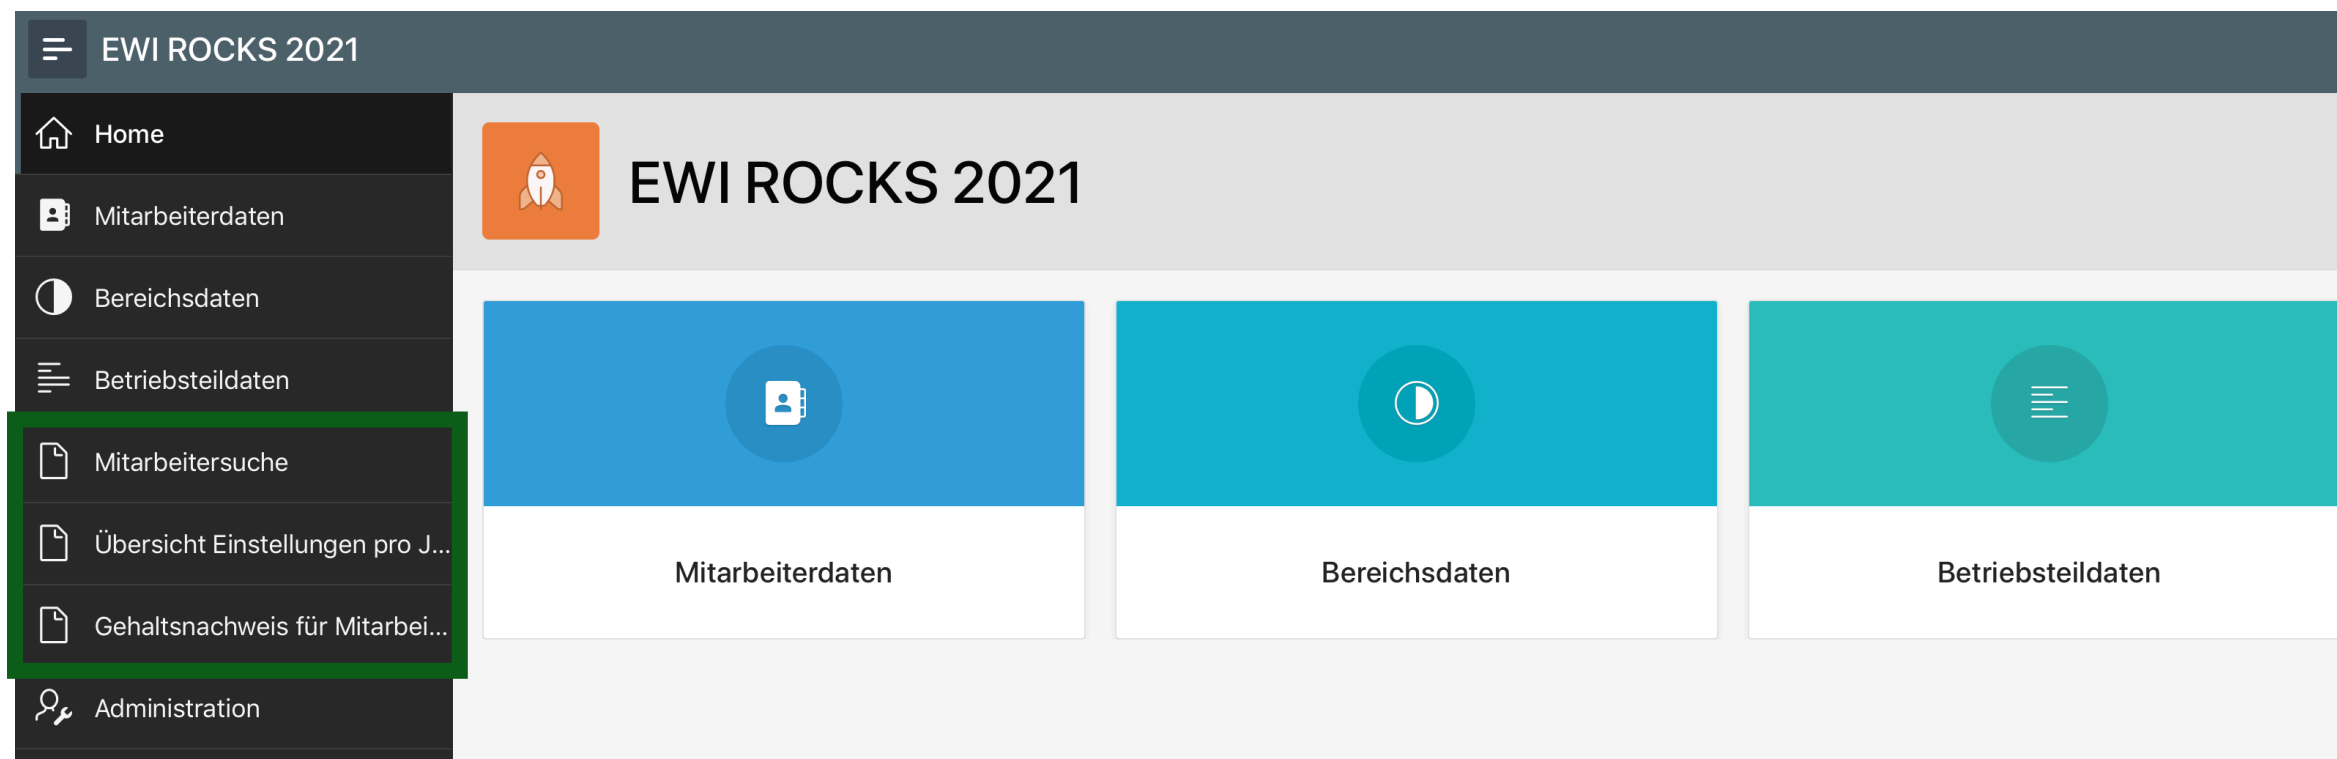 EWI ROCKS 2021
Home
Mitarbeiterdaten
Bereichsdaten
Betriebsteildaten
Mitarbeitersuche
Übersicht Einstellungen pro J...
Gehaltsnachweis für Mitarbei...
Administration
EWI ROCKS 2021
Mitarbeiterdaten
Bereichsdaten
Betriebsteildaten